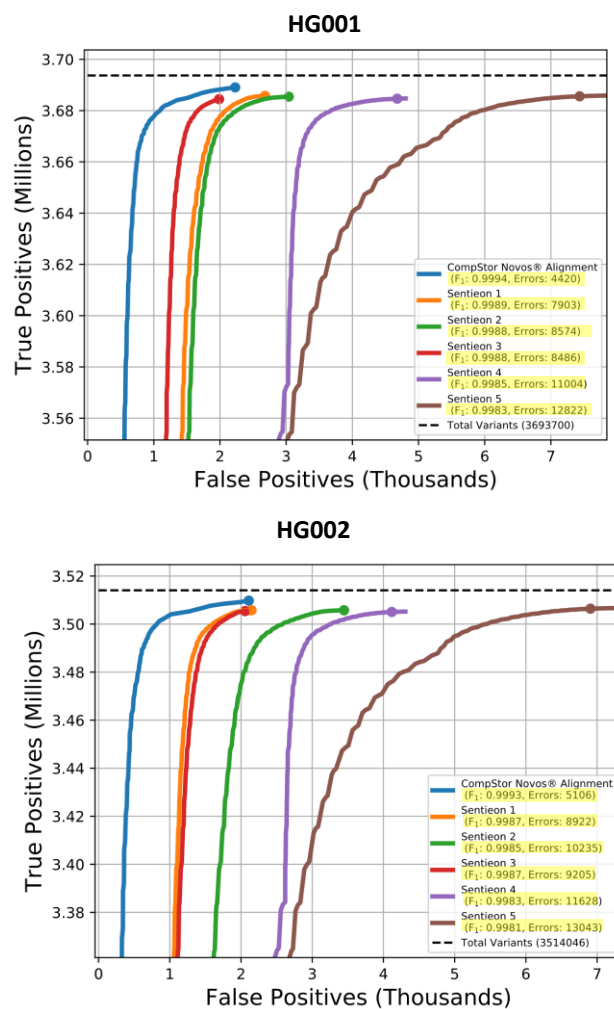 HG001
3.70
3.68
3.66
3.64
3.62
3.60
3.58
3.56
True Positives (Millions)
CompStor Novos® Alignment
(F₁: 0.9994, Errors: 4420)
Sentieon 1
(F₁: 0.9989, Errors: 7903)
Sentieon 2
(F₁: 0.9988, Errors: 8574)
Sentieon 3
(F₁: 0.9988, Errors: 8486)
Sentieon 4
(F₁: 0.9985, Errors: 11004)
Sentieon 5
(F₁: 0.9983, Errors: 12822)
Total Variants (3693700)
0 1 2 3 4 5 6 7
False Positives (Thousands)
HG002
3.52
3.50
3.48
3.46
3.44
3.42
3.40
3.38
True Positives (Millions)
CompStor Novos® Alignment
(F₁: 0.9993, Errors: 5106)
Sentieon 1
(F₁: 0.9987, Errors: 8922)
Sentieon 2
(F₁: 0.9985, Errors: 10235)
Sentieon 3
(F₁: 0.9987, Errors: 9205)
Sentieon 4
(F₁: 0.9983, Errors: 11628)
Sentieon 5
(F₁: 0.9981, Errors: 13043)
Total Variants (3514046)
0 1 2 3 4 5 6 7
False Positives (Thousands)